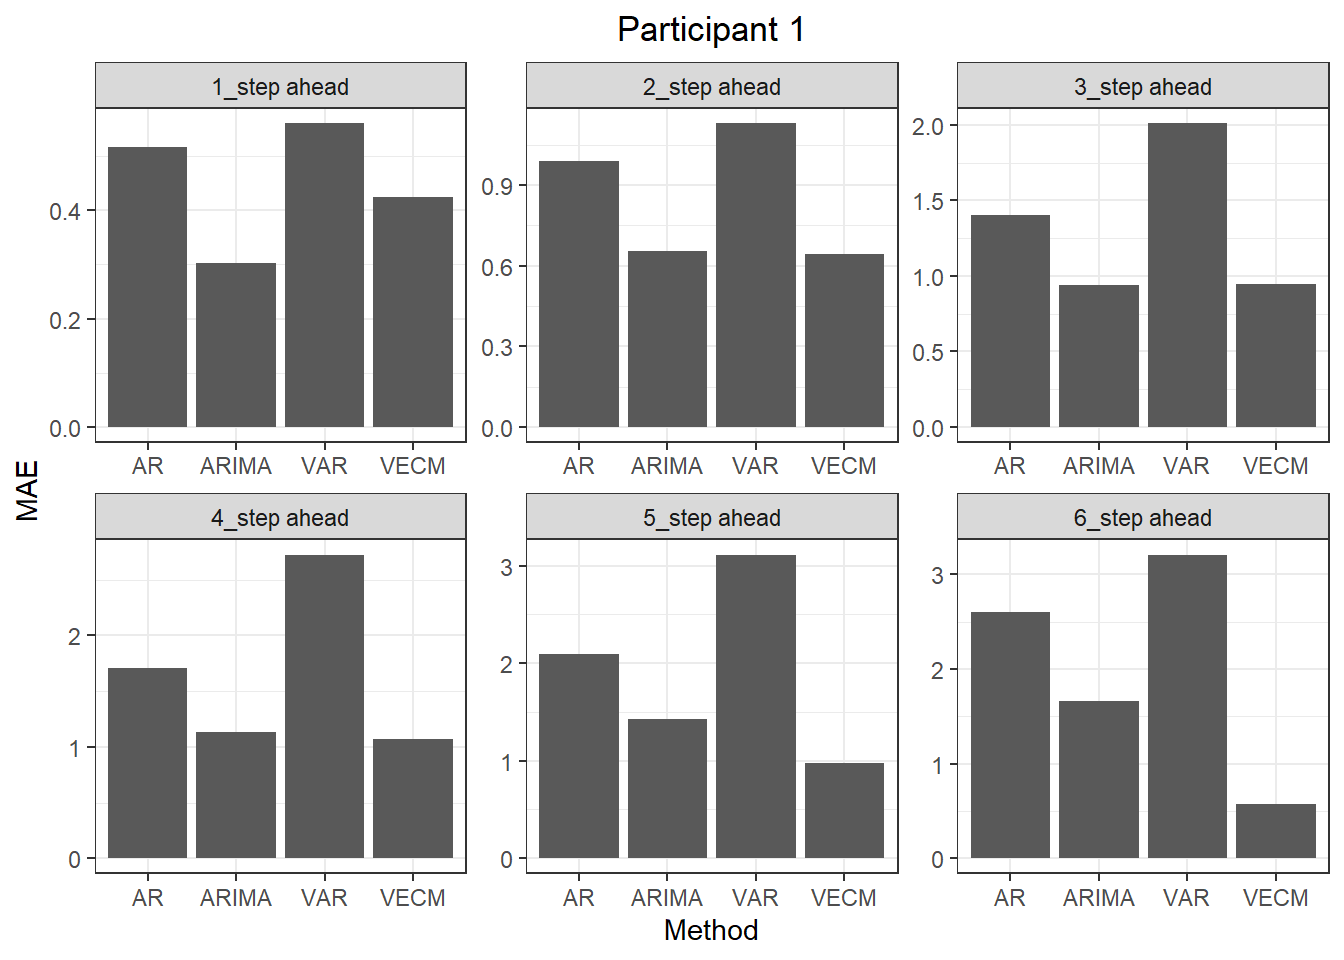 Participant 1
1_step ahead
2_step ahead
3_step ahead
0.4
0.2
0.0
0.9
0.6
0.3
0.0
2.0
1.5
1.0
0.5
0.0
AR ARIMA VAR VECM
AR ARIMA VAR VECM
AR ARIMA VAR VECM
MAE
4_step ahead
5_step ahead
6_step ahead
2
1
0
3
2
1
0
3
2
1
0
AR ARIMA VAR VECM
AR ARIMA VAR VECM
AR ARIMA VAR VECM
Method